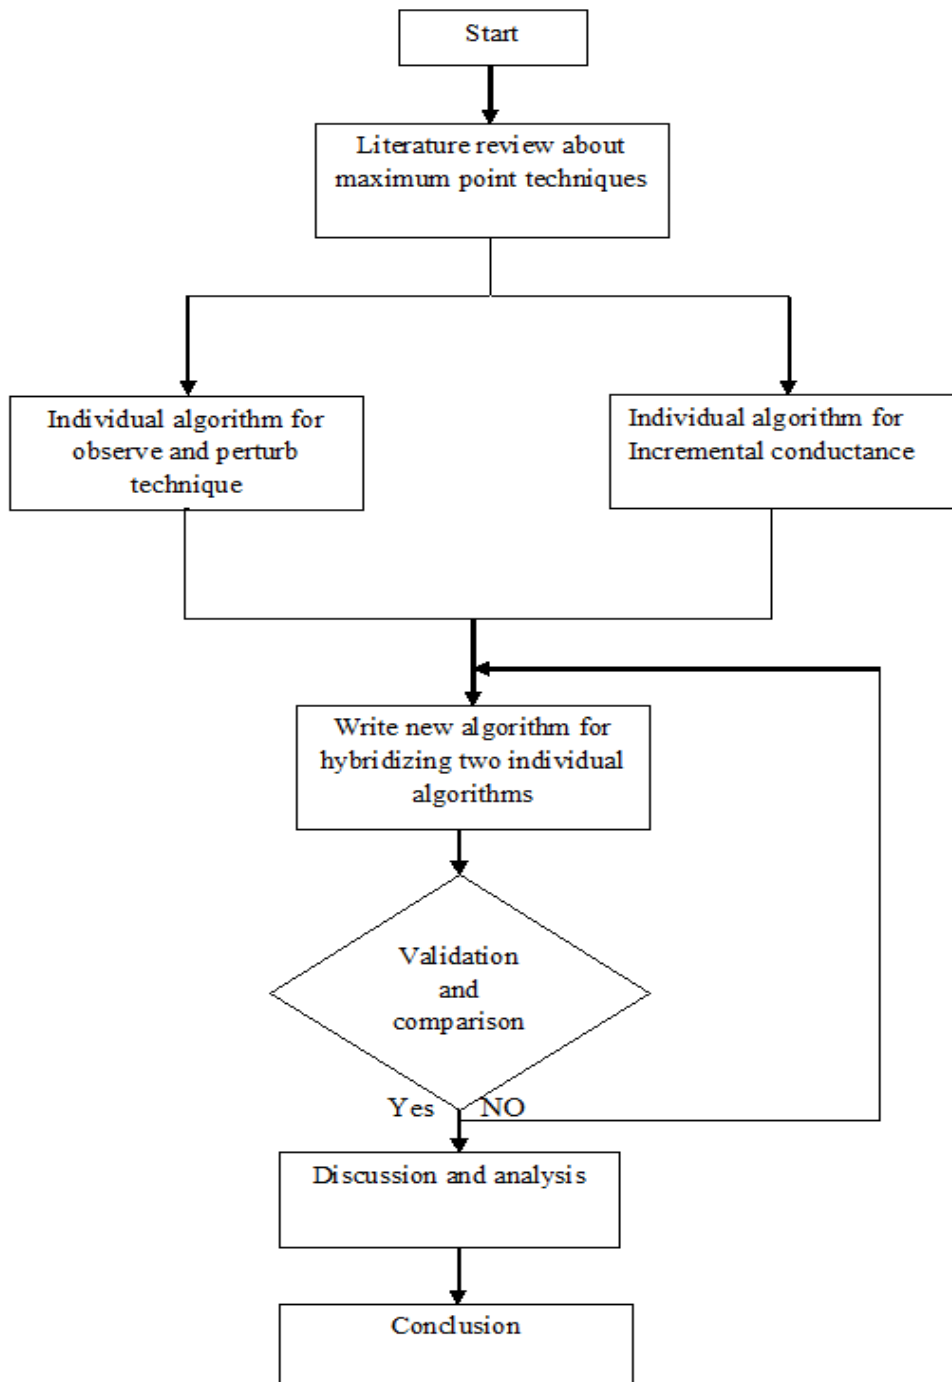 Start
Literature review about
maximum point techniques
Individual algorithm for
observe and perturb
technique
Individual algorithm for
Incremental conductance
Write new algorithm for
hybridizing two individual
algorithms
Validation
and
comparison
Yes NO
Discussion and analysis
Conclusion